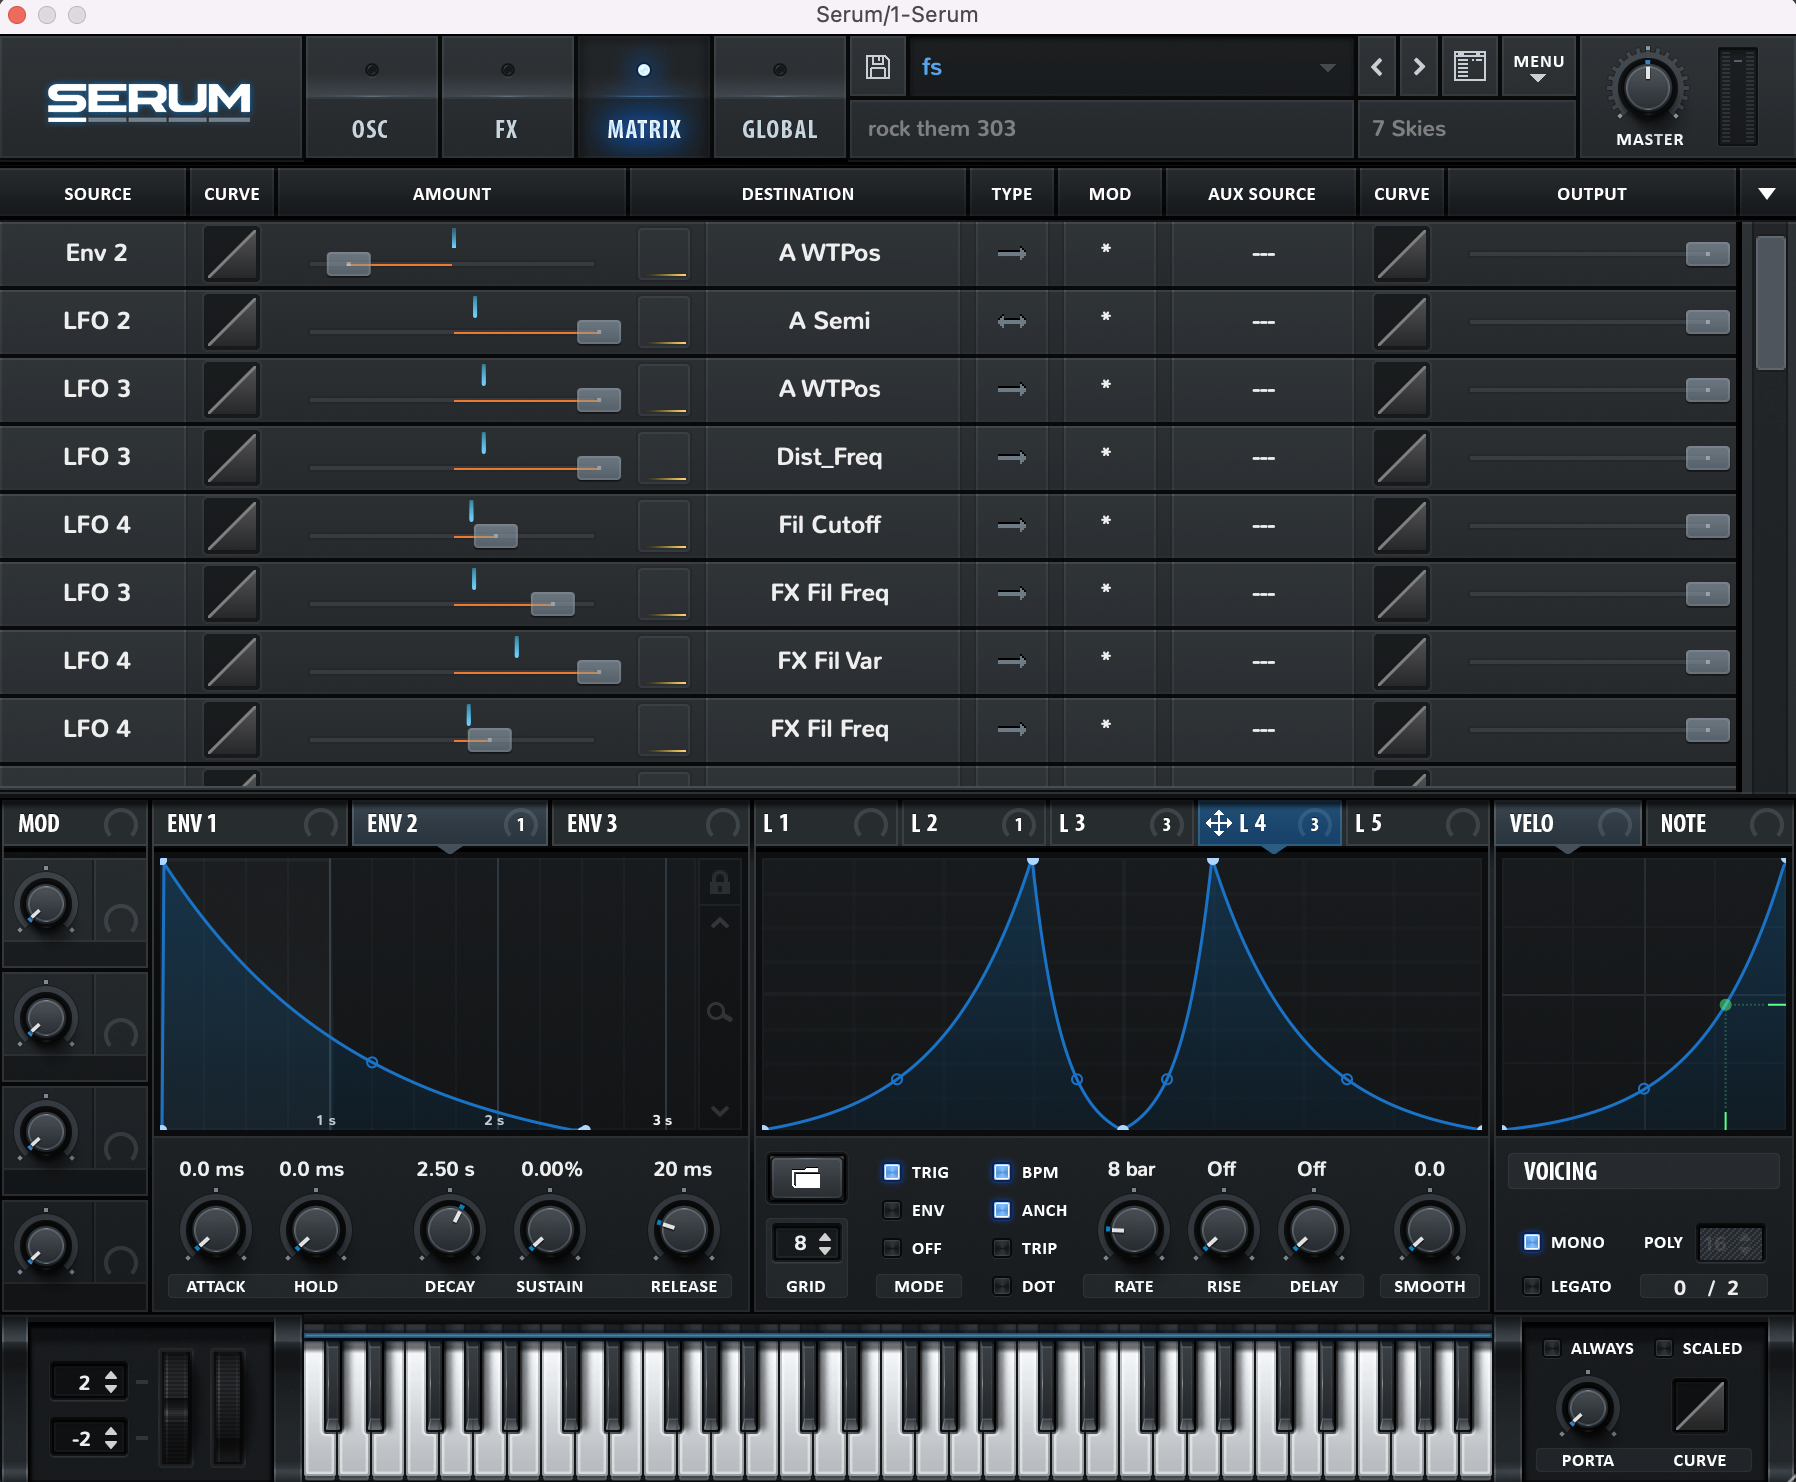 Serum/1-Serum
SERUM
OSC FX MATRIX GLOBAL
fs
MENU
rock them 303
7 Skies
MASTER
SOURCE CURVE AMOUNT DESTINATION TYPE MOD AUX SOURCE CURVE OUTPUT
Env 2 A WTPos * ---
LFO 2 A Semi * ---
LFO 3 A WTPos * ---
LFO 3 Dist_Freq * ---
LFO 4 Fil Cutoff * ---
LFO 3 FX Fil Freq * ---
LFO 4 FX Fil Var * ---
LFO 4 FX Fil Freq * ---
MOD ENV 1 ENV 2 1 ENV 3 L 1 L 2 1 L 3 3 L 4 3 L 5 VELO NOTE
1 s 2 s 3 s
0.0 ms 0.0 ms 2.50 s 0.00% 20 ms
ATTACK HOLD DECAY SUSTAIN RELEASE
8
GRID
TRIG BPM
ENV ANCH
OFF TRIP
MODE DOT
8 bar Off Off 0.0
RATE RISE DELAY SMOOTH
VOICING
MONO POLY 16
LEGATO 0 / 2
2
-2
ALWAYS SCALED
PORTA CURVE